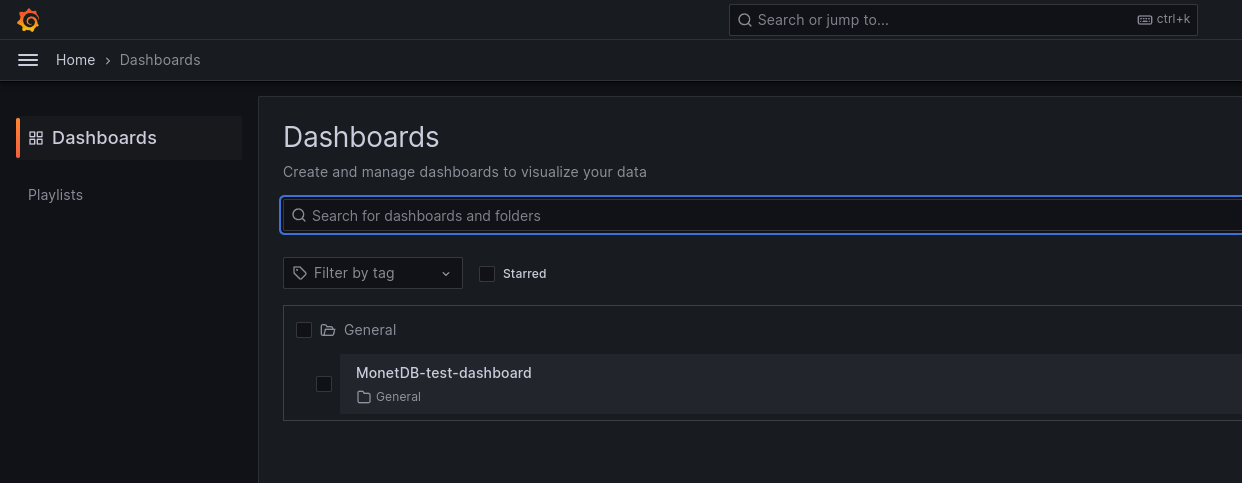 Search or jump to...
ctrl+k
Home › Dashboards
Dashboards
Playlists
Dashboards
Create and manage dashboards to visualize your data
Search for dashboards and folders
Filter by tag
Starred
General
MonetDB-test-dashboard
General